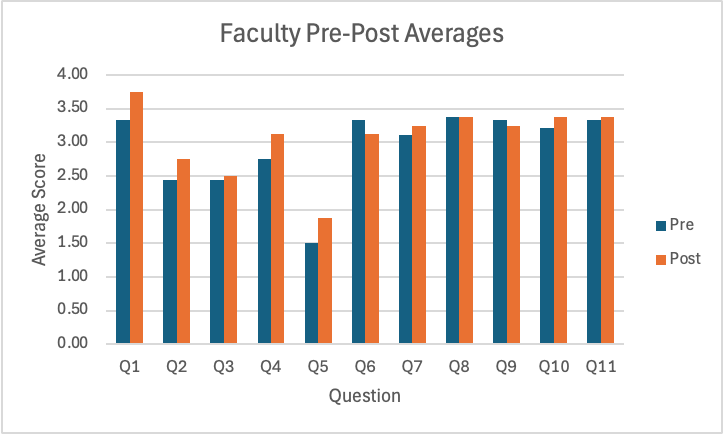 Faculty Pre-Post Averages
4.00
3.50
3.00
2.50
2.00
1.50
1.00
0.50
0.00
Average Score
Q1 Q2 Q3 Q4 Q5 Q6 Q7 Q8 Q9 Q10 Q11
Question
Pre
Post